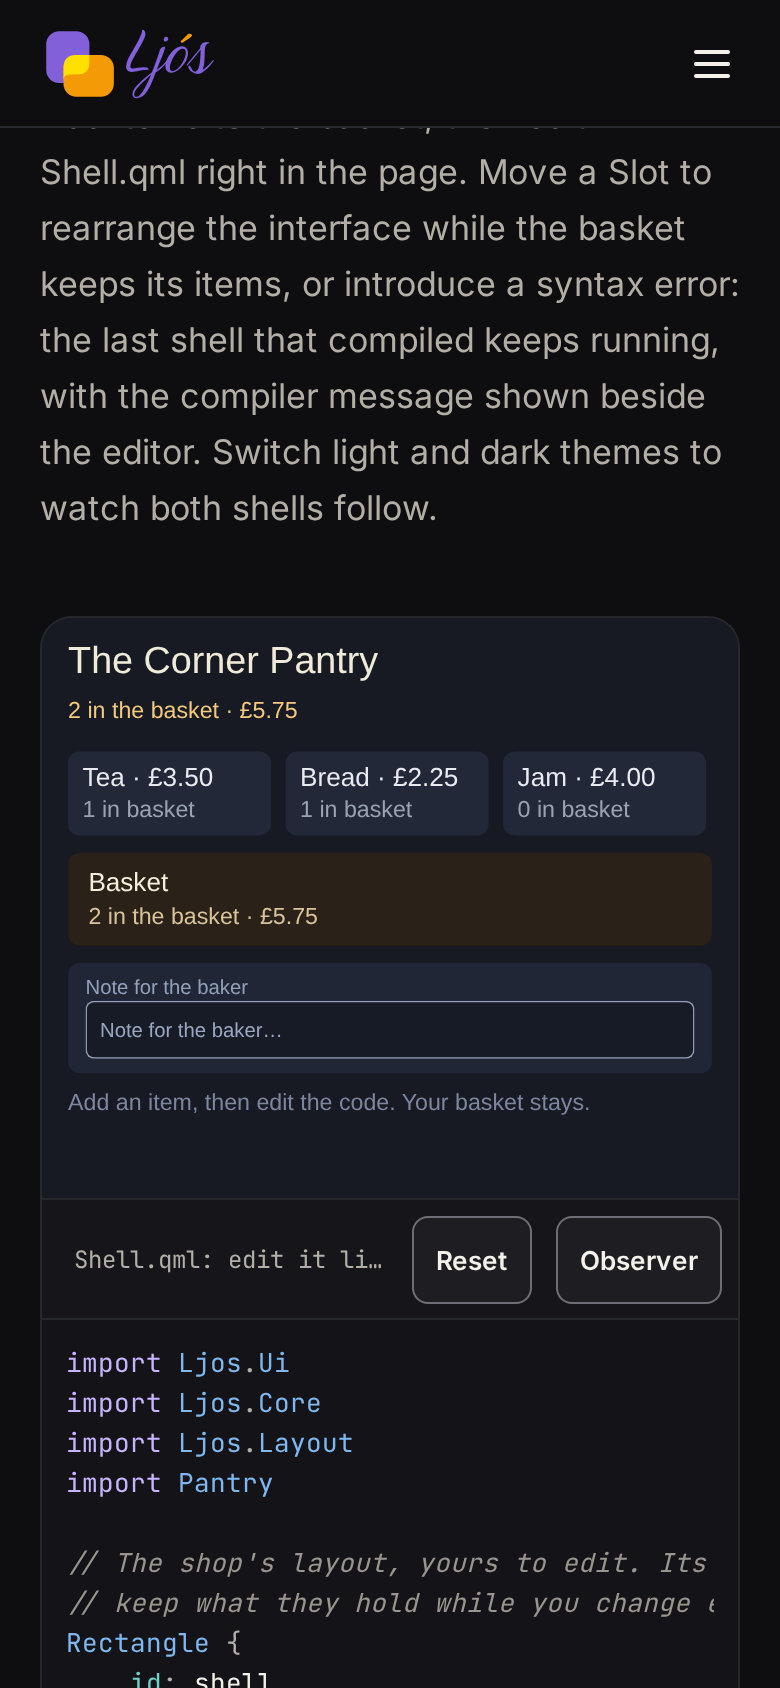 Ljós
Shell.qml right in the page. Move a Slot to
rearrange the interface while the basket
keeps its items, or introduce a syntax error:
the last shell that compiled keeps running,
with the compiler message shown beside
the editor. Switch light and dark themes to
watch both shells follow.
The Corner Pantry
2 in the basket · £5.75
Tea · £3.50
1 in basket
Bread · £2.25
1 in basket
Jam · £4.00
0 in basket
Basket
2 in the basket · £5.75
Note for the baker
Note for the baker…
Add an item, then edit the code. Your basket stays.
Shell.qml: edit it li…
Reset
Observer
import Ljos.Ui
import Ljos.Core
import Ljos.Layout
import Pantry
// The shop's layout, yours to edit. Its
// keep what they hold while you change
Rectangle {
id: shell